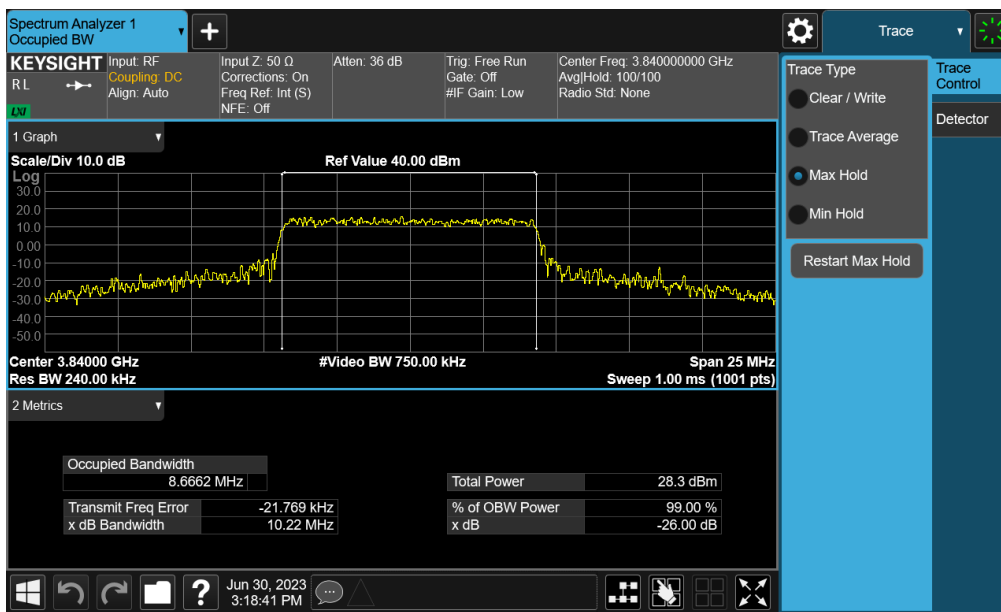 Spectrum Analyzer 1
Occupied BW
+
Trace
KEYSIGHT
RL
LXI
Input: RF
Coupling: DC
Align: Auto
Input Z: 50 Ω
Corrections: On
Freq Ref: Int (S)
NFE: Off
Atten: 36 dB
Trig: Free Run
Gate: Off
#IF Gain: Low
Center Freq: 3.840000000 GHz
Avg|Hold: 100/100
Radio Std: None
1 Graph
Scale/Div 10.0 dB
Ref Value 40.00 dBm
Log
30.0
20.0
10.0
0.00
-10.0
-20.0
-30.0
-40.0
-50.0
Center 3.84000 GHz
#Video BW 750.00 kHz
Span 25 MHz
Res BW 240.00 kHz
Sweep 1.00 ms (1001 pts)
2 Metrics
Occupied Bandwidth
8.6662 MHz
Total Power 28.3 dBm
Transmit Freq Error -21.769 kHz
% of OBW Power 99.00 %
x dB Bandwidth 10.22 MHz
x dB -26.00 dB
Trace Type
Clear / Write
Trace Average
Max Hold
Min Hold
Restart Max Hold
Trace
Control
Detector
?
Jun 30, 2023
3:18:41 PM